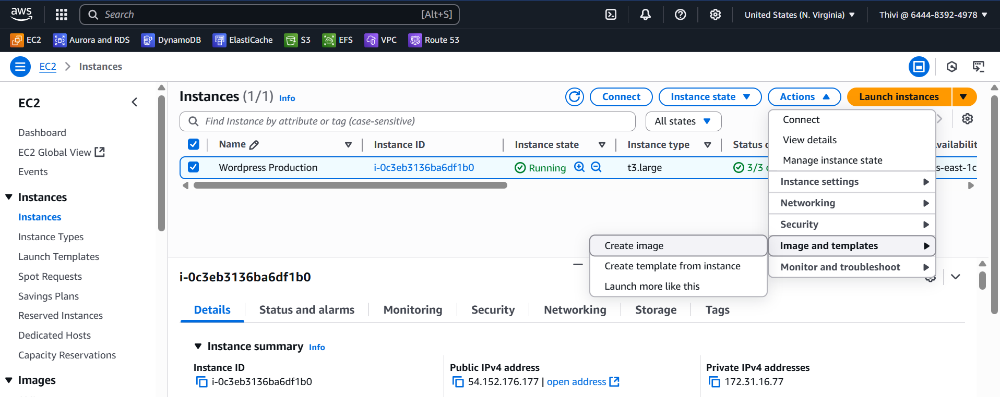 aws
Search [Alt+S] United States (N. Virginia) Thivi @ 6444-8392-4978
EC2 Aurora and RDS DynamoDB ElastiCache S3 EFS VPC Route 53
EC2 Instances
EC2
Dashboard
EC2 Global View
Events
Instances
Instances
Instance Types
Launch Templates
Spot Requests
Savings Plans
Reserved Instances
Dedicated Hosts
Capacity Reservations
Images
Instances (1/1) Info Connect Instance state Actions Launch instances
Find Instance by attribute or tag (case-sensitive) All states
Name Instance ID Instance state Instance type Status availabilit
Wordpress Production i-0c3eb3136ba6df1b0 Running t3.large 3/3 s-east-1c
Connect
View details
Manage instance state
Instance settings
Networking
Security
Image and templates
Monitor and troubleshoot
Create image
Create template from instance
Launch more like this
i-0c3eb3136ba6df1b0
Details Status and alarms Monitoring Security Networking Storage Tags
Instance summary Info
Instance ID Public IPv4 address Private IPv4 addresses
i-0c3eb3136ba6df1b0 54.152.176.177 | open address 172.31.16.77